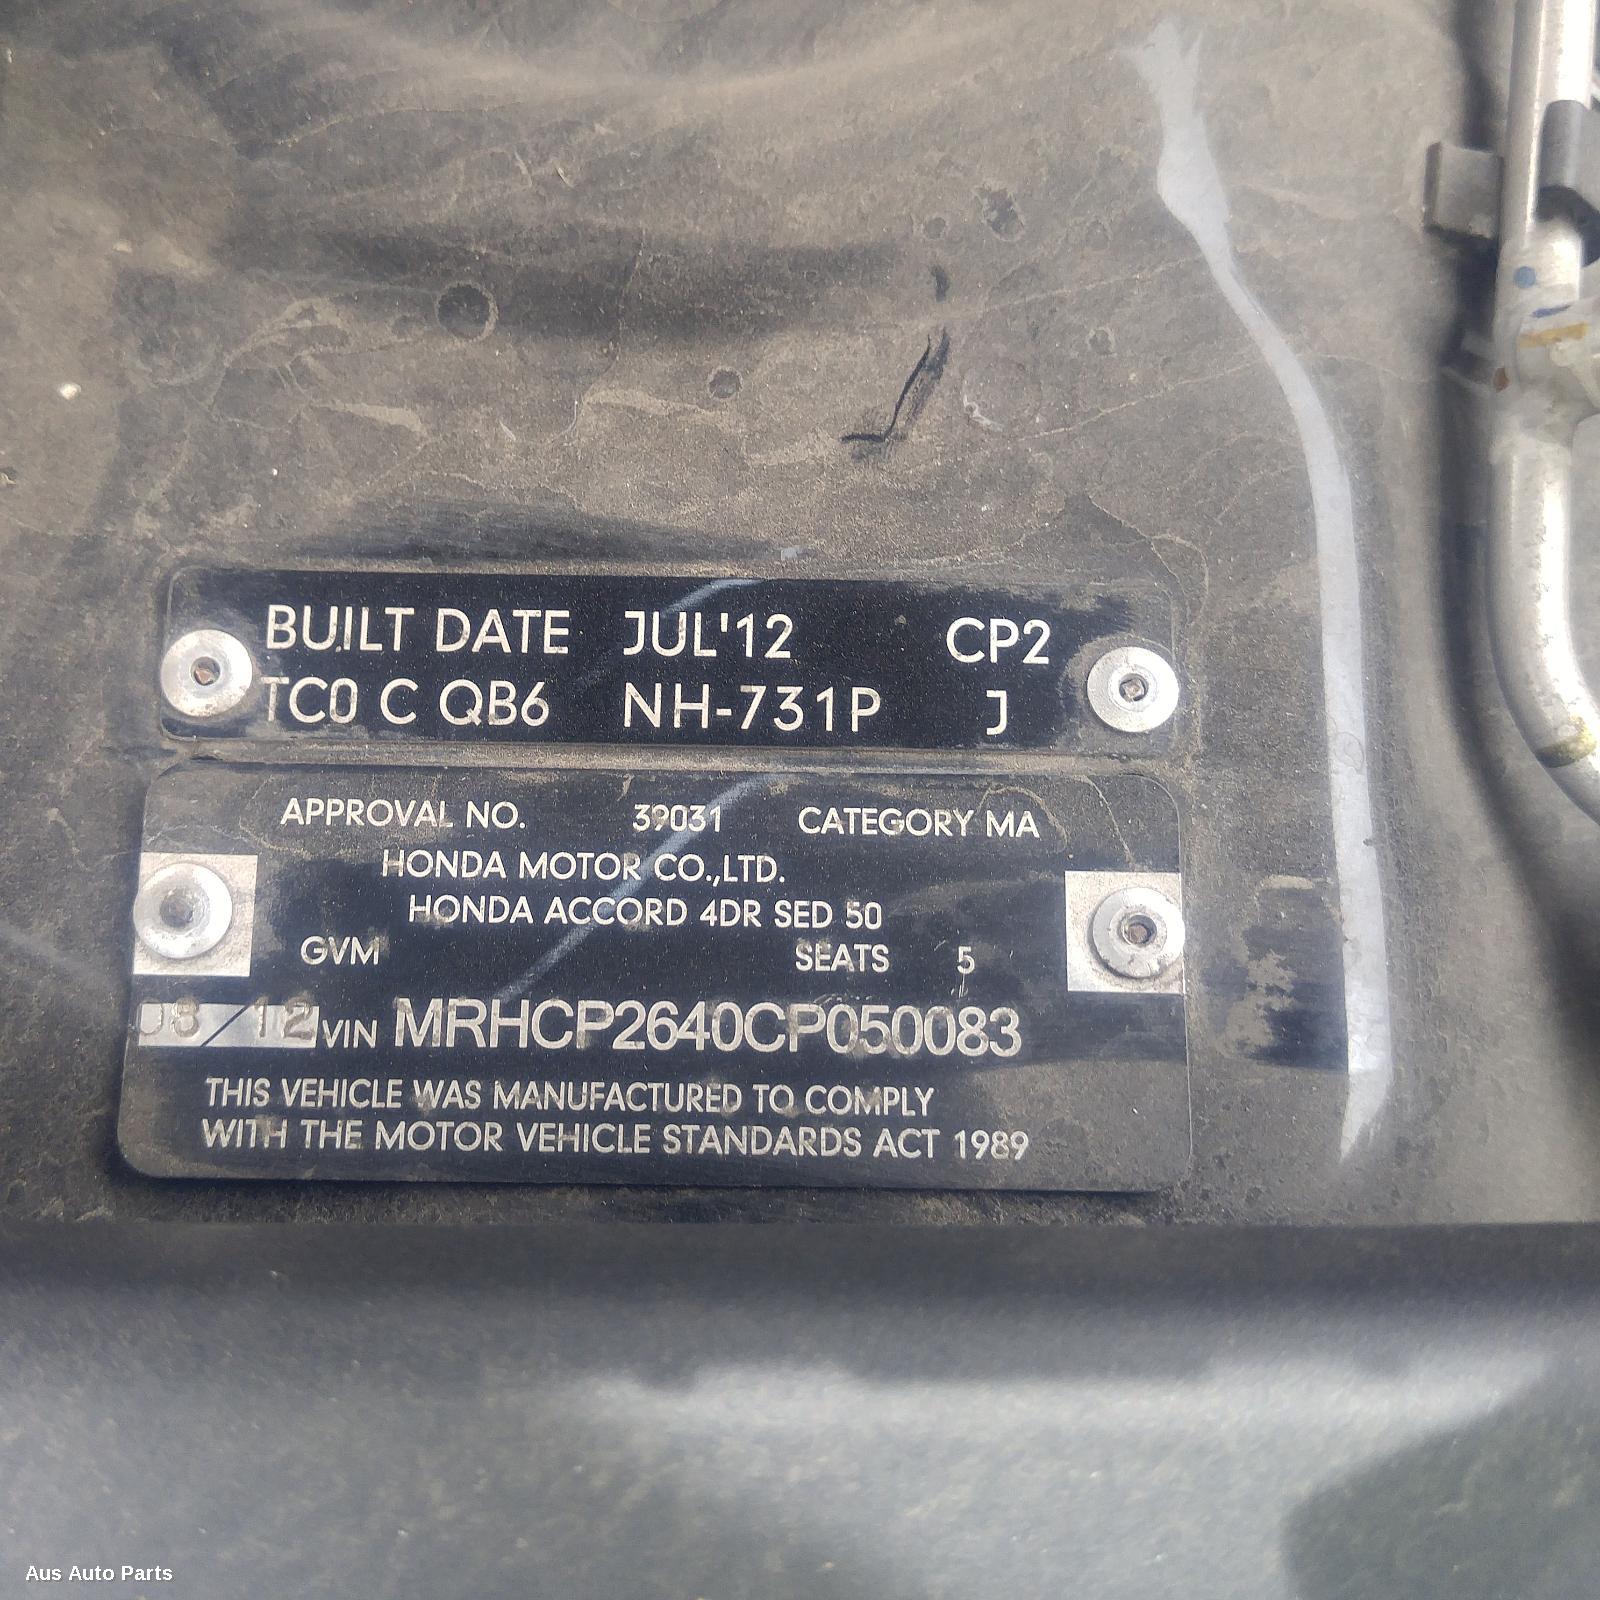 BUILT DATE JUL'12 CP2
TC0 C QB6 NH-731P J
APPROVAL NO. 39031 CATEGORY MA
HONDA MOTOR CO.,LTD.
HONDA ACCORD 4DR SED 50
GVM SEATS 5
08/12 VIN MRHCP2640CP050083
THIS VEHICLE WAS MANUFACTURED TO COMPLY
WITH THE MOTOR VEHICLE STANDARDS ACT 1989
Aus Auto Parts